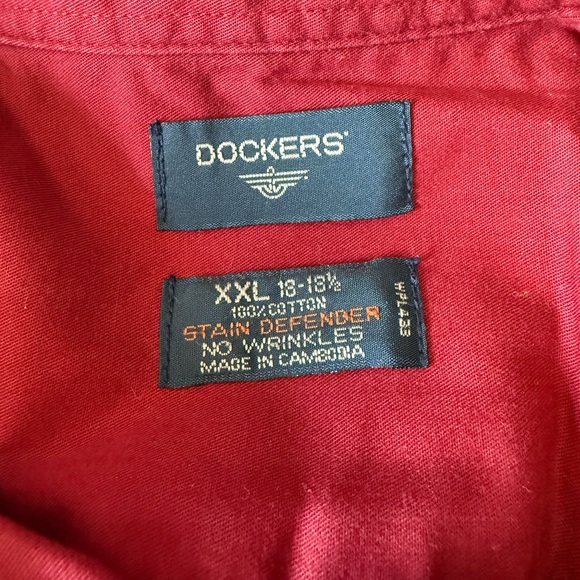 DOCKERS®
XXL 18-18½
100% COTTON
STAIN DEFENDER
NO WRINKLES
MADE IN CAMBODIA
WPL433